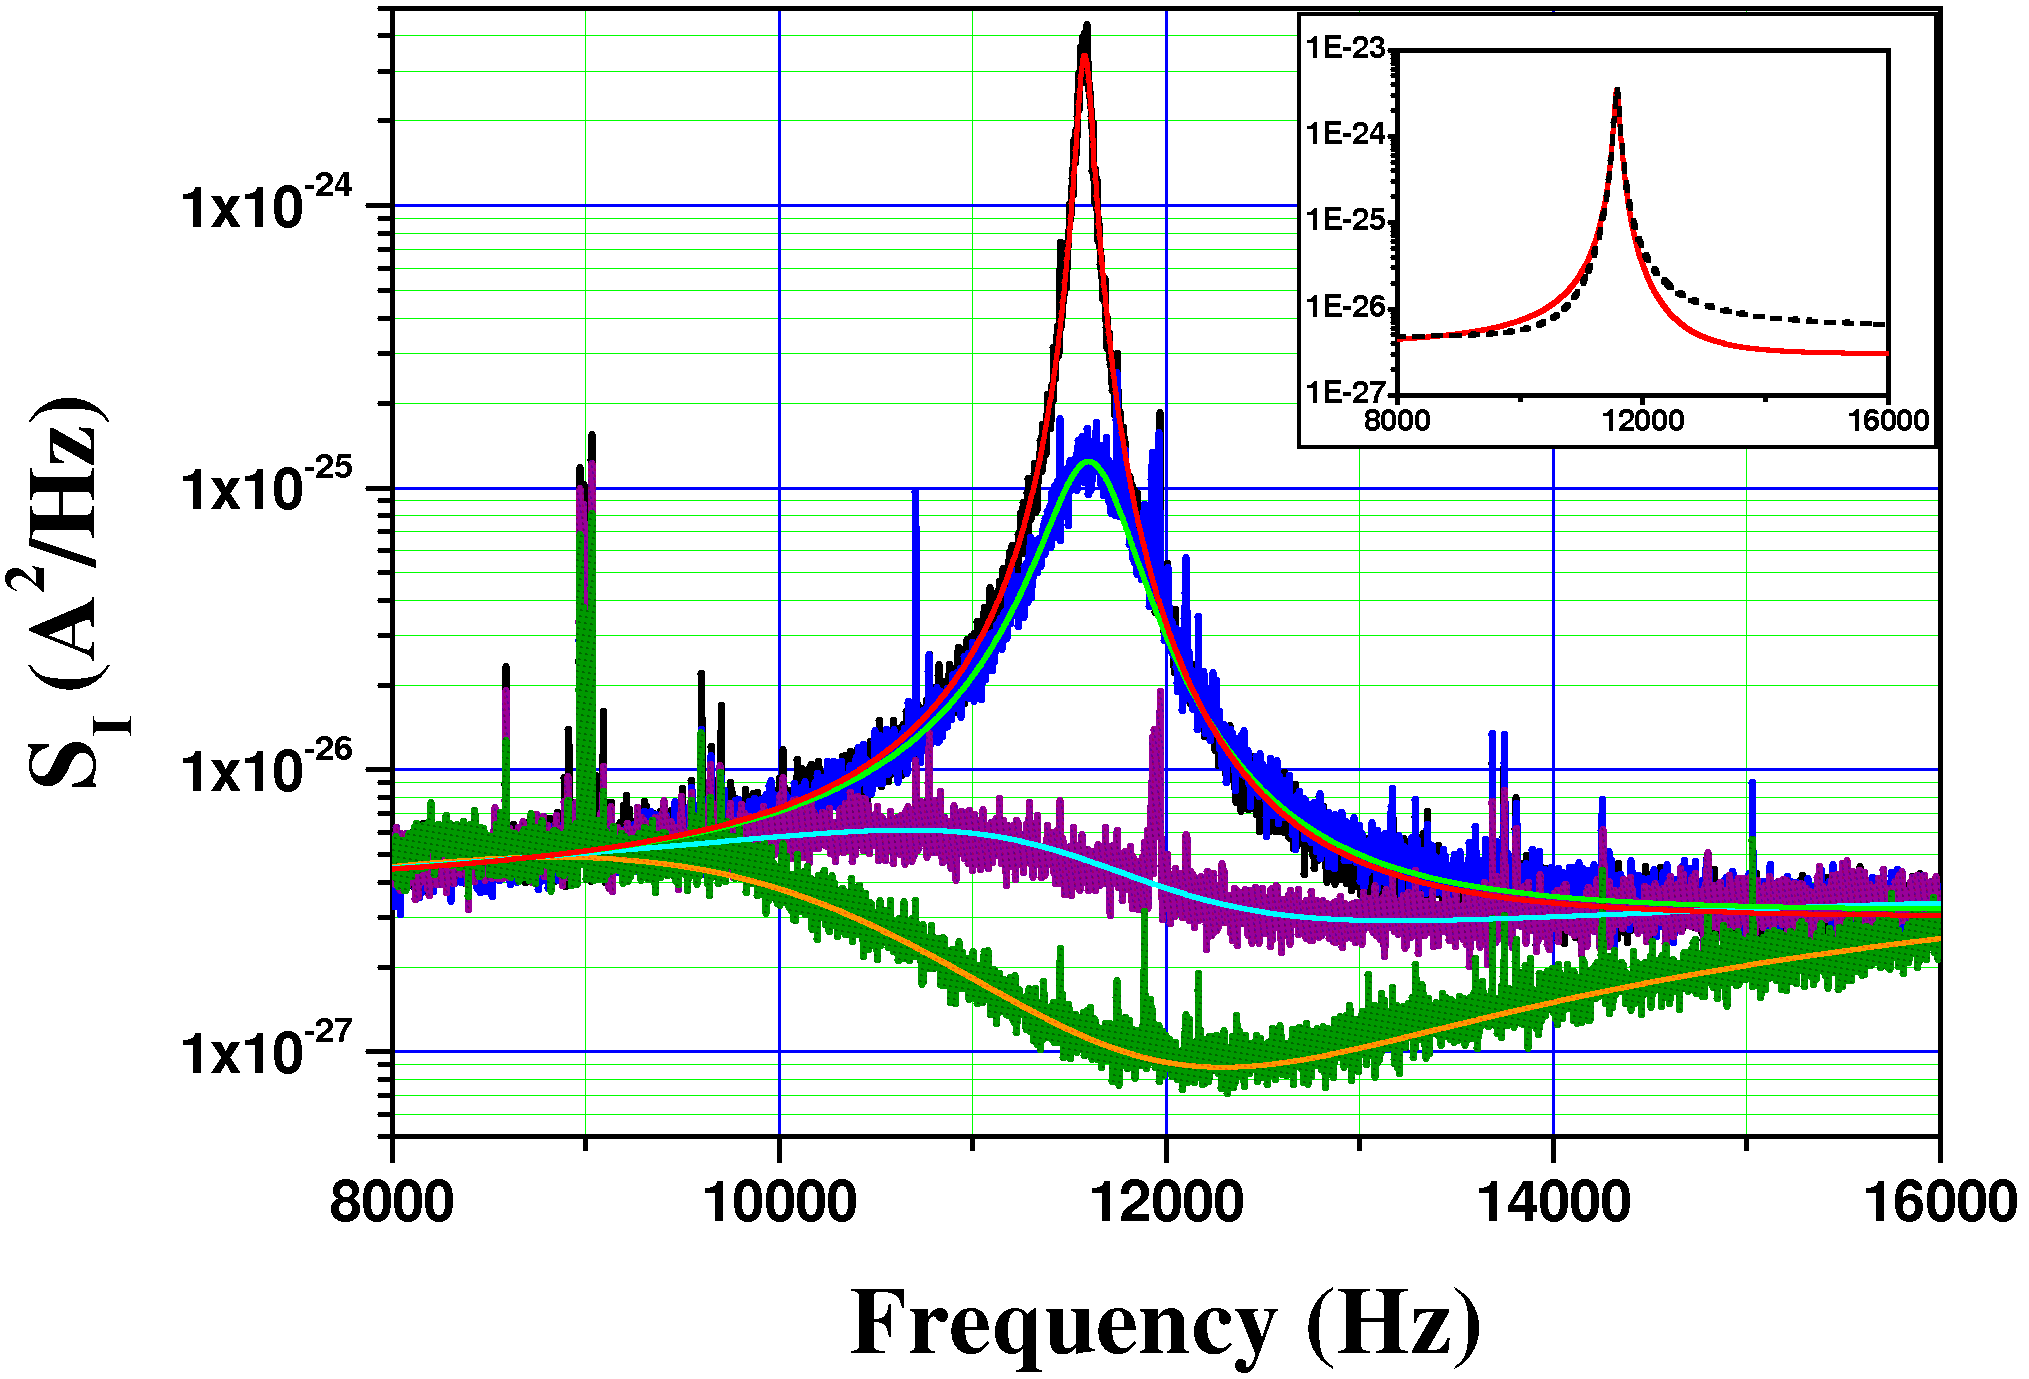 1x10-24
1x10-25
1x10-26
1x10-27
S I (A2/Hz)
8000 10000 12000 14000 16000
Frequency (Hz)
1E-23
1E-24
1E-25
1E-26
1E-27
8000 12000 16000